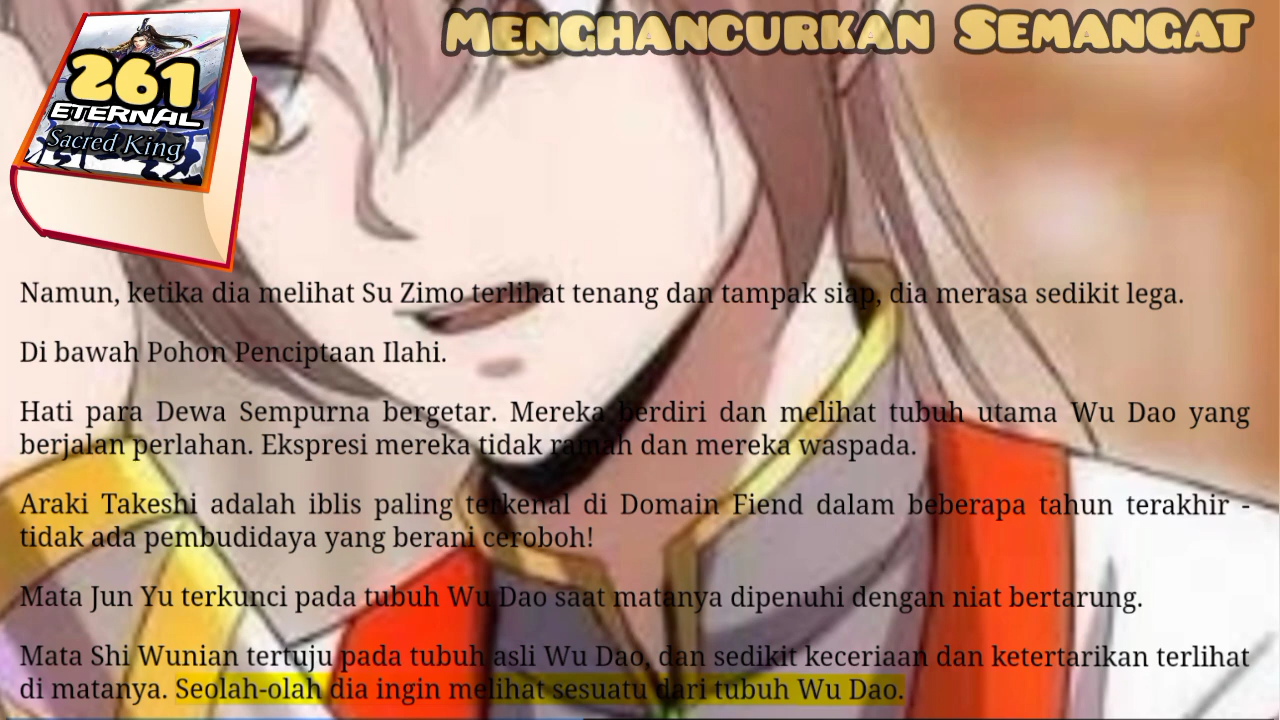 Menghancurkan Semangat
261
ETERNAL
Sacred King
Namun, ketika dia melihat Su Zimo terlihat tenang dan tampak siap, dia merasa sedikit lega.
Di bawah Pohon Penciptaan Ilahi.
Hati para Dewa Sempurna bergetar. Mereka berdiri dan melihat tubuh utama Wu Dao yang
berjalan perlahan. Ekspresi mereka tidak ramah dan mereka waspada.
Araki Takeshi adalah iblis paling terkenal di Domain Fiend dalam beberapa tahun terakhir -
tidak ada pembudidaya yang berani ceroboh!
Mata Jun Yu terkunci pada tubuh Wu Dao saat matanya dipenuhi dengan niat bertarung.
Mata Shi Wunian tertuju pada tubuh asli Wu Dao, dan sedikit keceriaan dan ketertarikan terlihat
di matanya. Seolah-olah dia ingin melihat sesuatu dari tubuh Wu Dao.